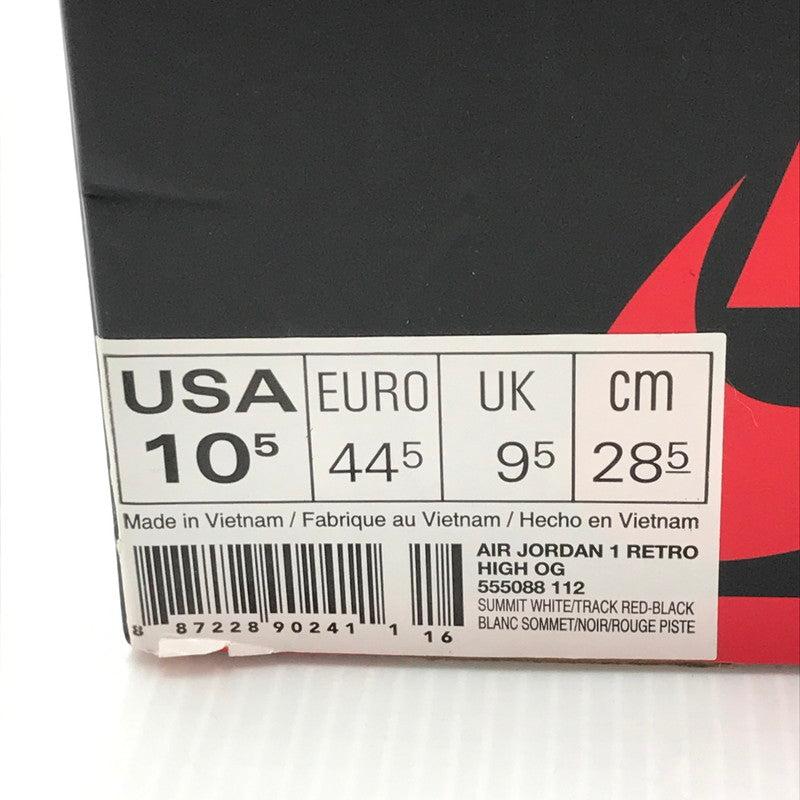 USA EURO UK cm
10⁵ 44⁵ 9⁵ 28⁵
Made in Vietnam / Fabrique au Vietnam / Hecho en Vietnam
AIR JORDAN 1 RETRO
HIGH OG
555088 112
SUMMIT WHITE/TRACK RED-BLACK
BLANC SOMMET/NOIR/ROUGE PISTE
8 87228 90241 1 16